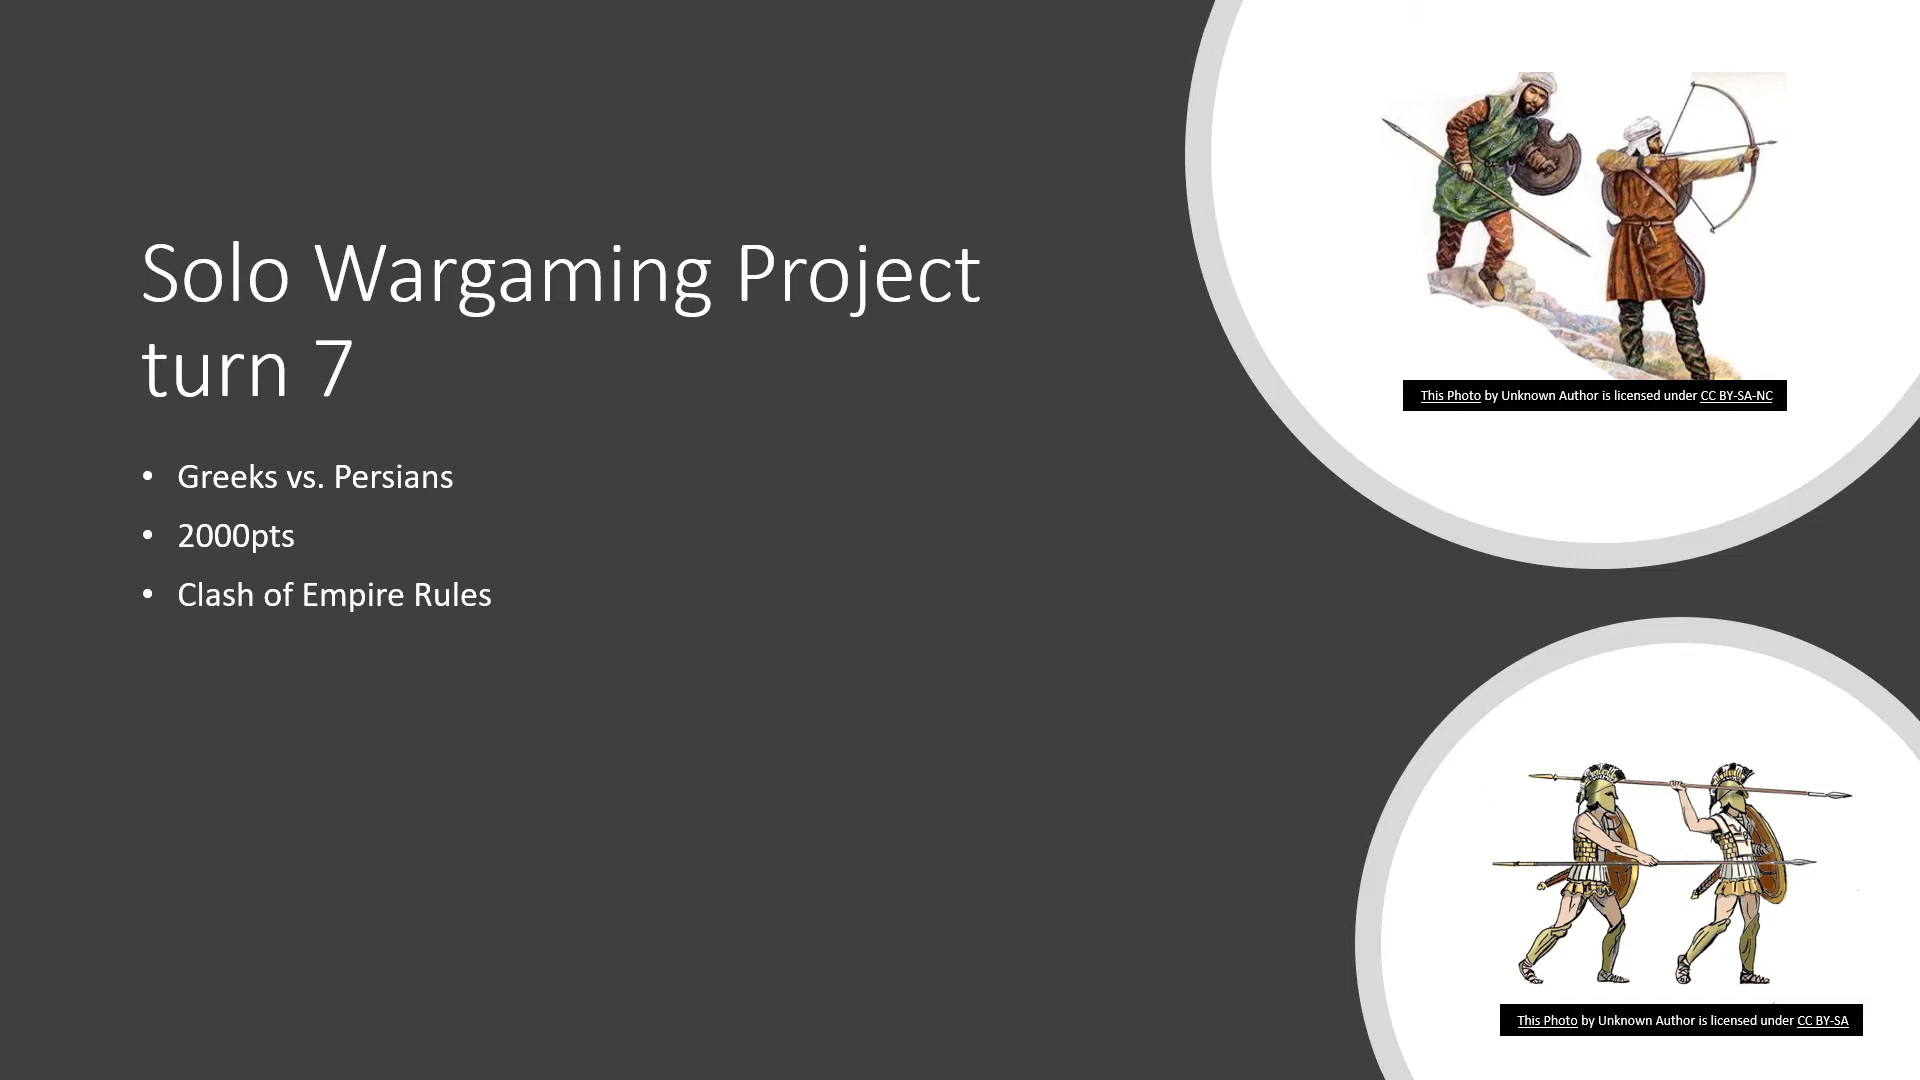 Solo Wargaming Project
turn 7
• Greeks vs. Persians
• 2000pts
• Clash of Empire Rules
This Photo by Unknown Author is licensed under CC BY-SA-NC
This Photo by Unknown Author is licensed under CC BY-SA